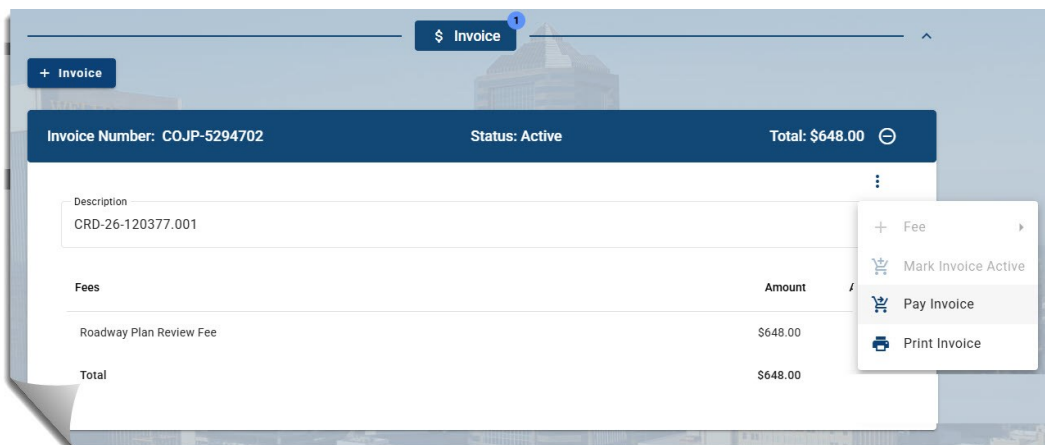 1
$ Invoice
+ Invoice
Invoice Number: COJP-5294702 Status: Active Total: $648.00
Description
CRD-26-120377.001
+ Fee
Mark Invoice Active
Fees Amount
Pay Invoice
Roadway Plan Review Fee $648.00
Print Invoice
Total $648.00